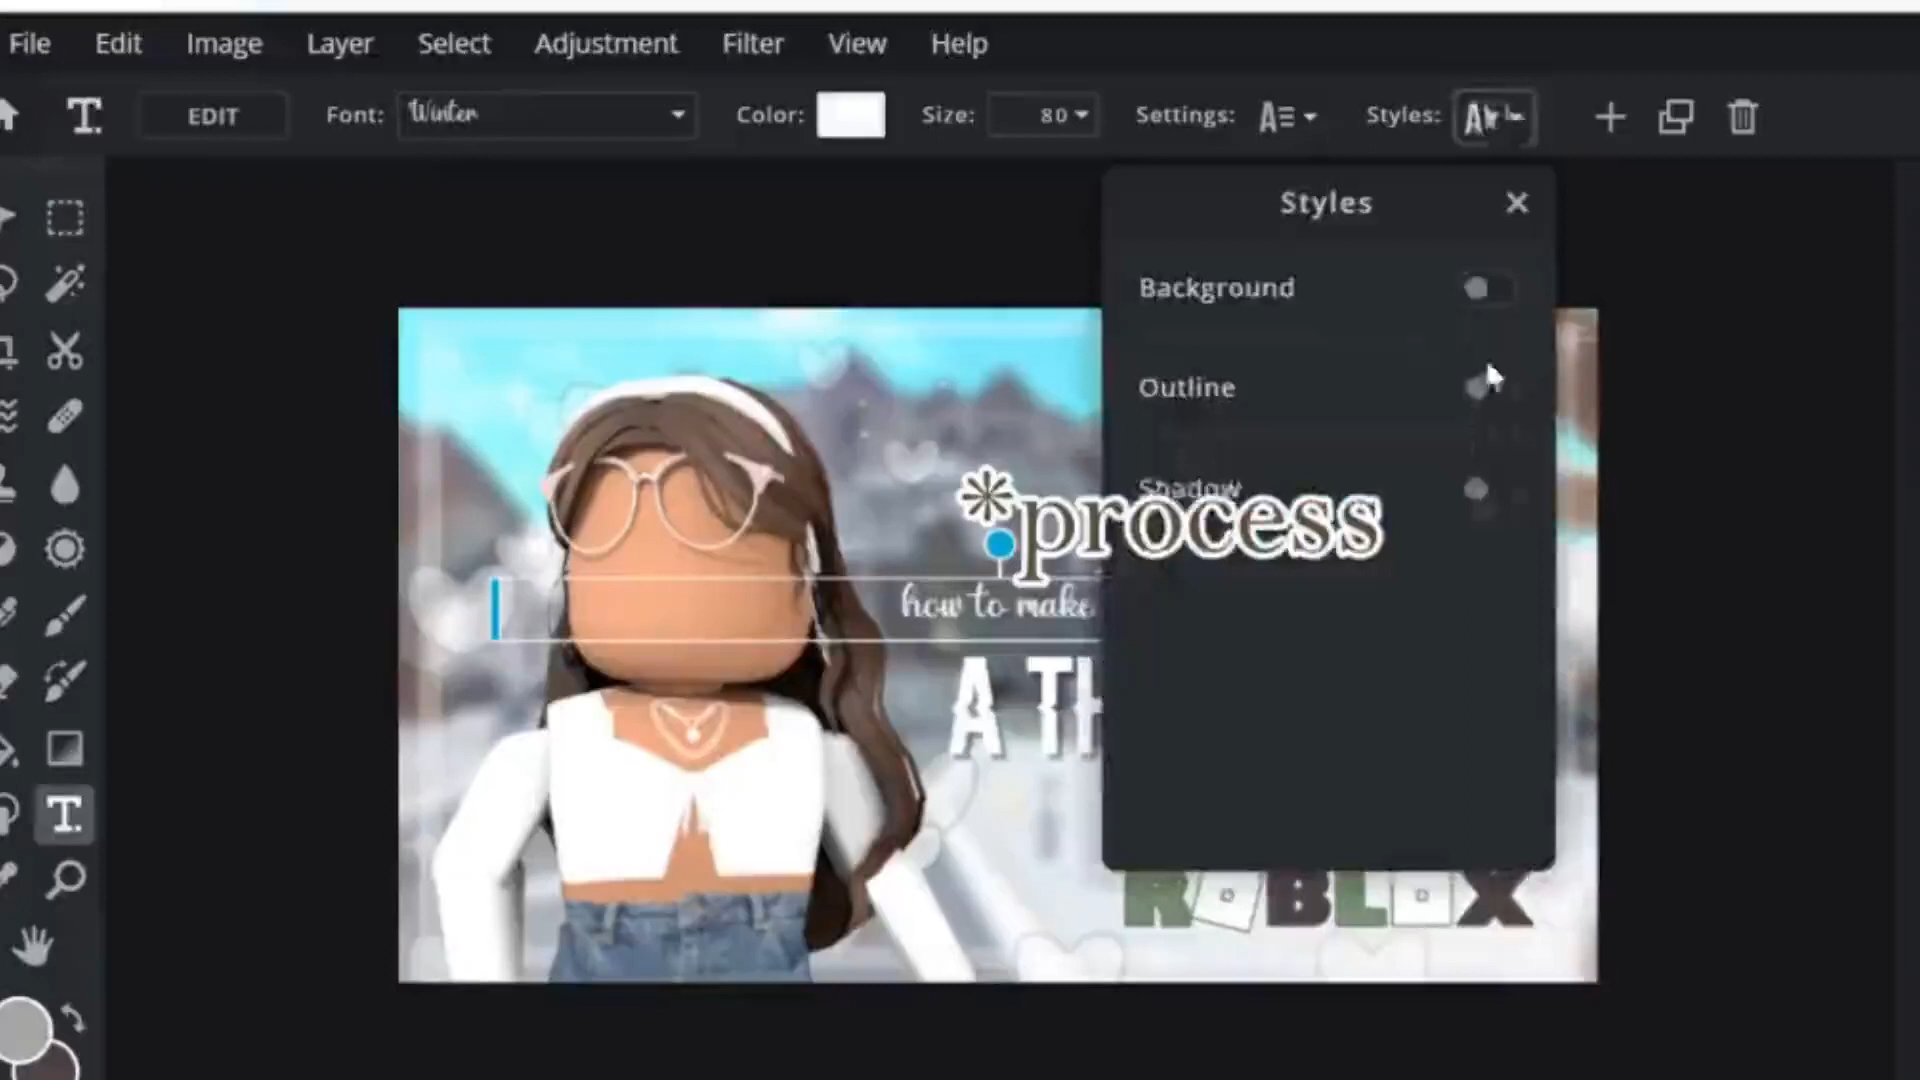 File Edit Image Layer Select Adjustment Filter View Help
T. EDIT Font: Winter Color: Size: 80 Settings: A Styles: A
Styles
Background
Outline
Shadow
*process
how to make
A TH
T.
ROBLOX